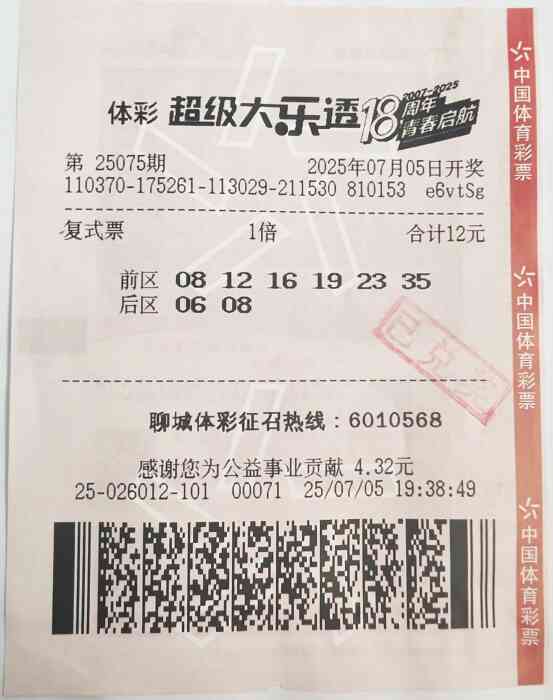 体彩 超级大乐透 18周年 2007-2025 青春启航
第 25075期 2025年07月05日开奖
110370-175261-113029-211530 810153 e6vtSg
复式票 1倍 合计12元
前区 08 12 16 19 23 35
后区 06 08
已兑奖
聊城体彩征召热线：6010568
感谢您为公益事业贡献 4.32元
25-026012-101 00071 25/07/05 19:38:49
中国体育彩票
中国体育彩票
中国体育彩票